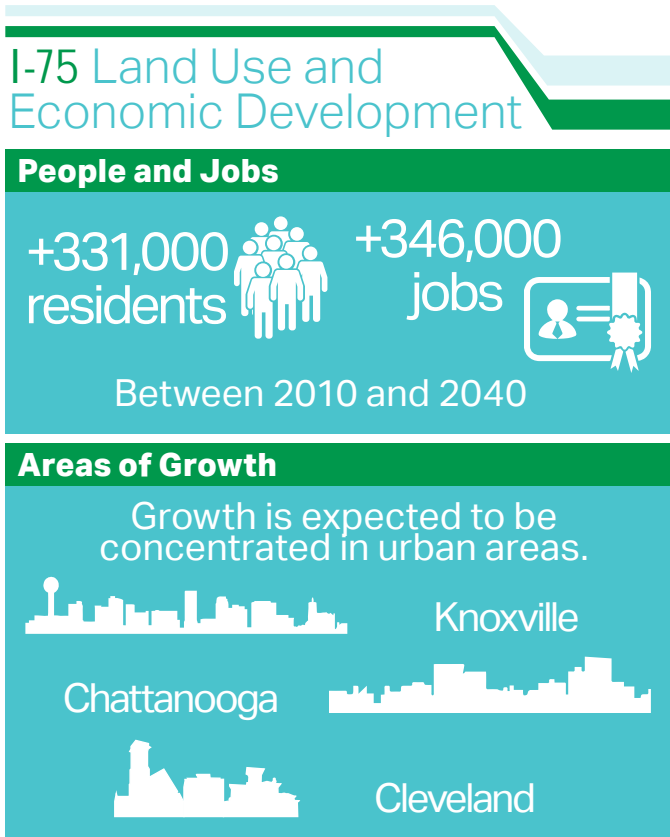 I-75 Land Use and
Economic Development
People and Jobs
+331,000
residents
+346,000
jobs
Between 2010 and 2040
Areas of Growth
Growth is expected to be
concentrated in urban areas.
Knoxville
Chattanooga
Cleveland